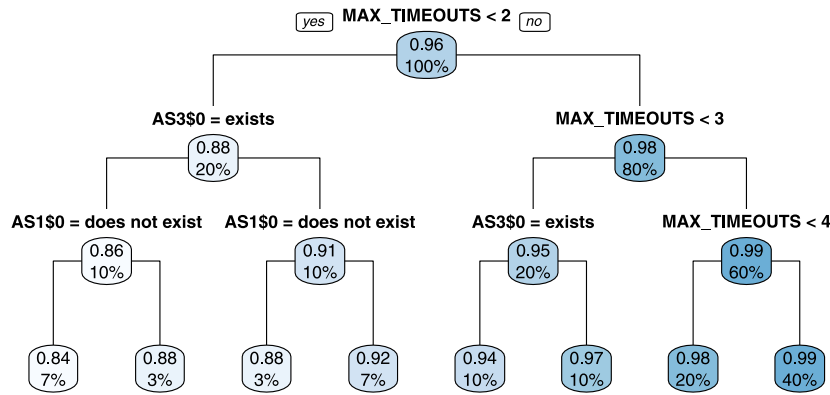 yes MAX_TIMEOUTS < 2 no
0.96
100%
AS3$0 = exists MAX_TIMEOUTS < 3
0.88 0.98
20% 80%
AS1$0 = does not exist AS1$0 = does not exist AS3$0 = exists MAX_TIMEOUTS < 4
0.86 0.91 0.95 0.99
10% 10% 20% 60%
0.84 0.88 0.88 0.92 0.94 0.97 0.98 0.99
7% 3% 3% 7% 10% 10% 20% 40%